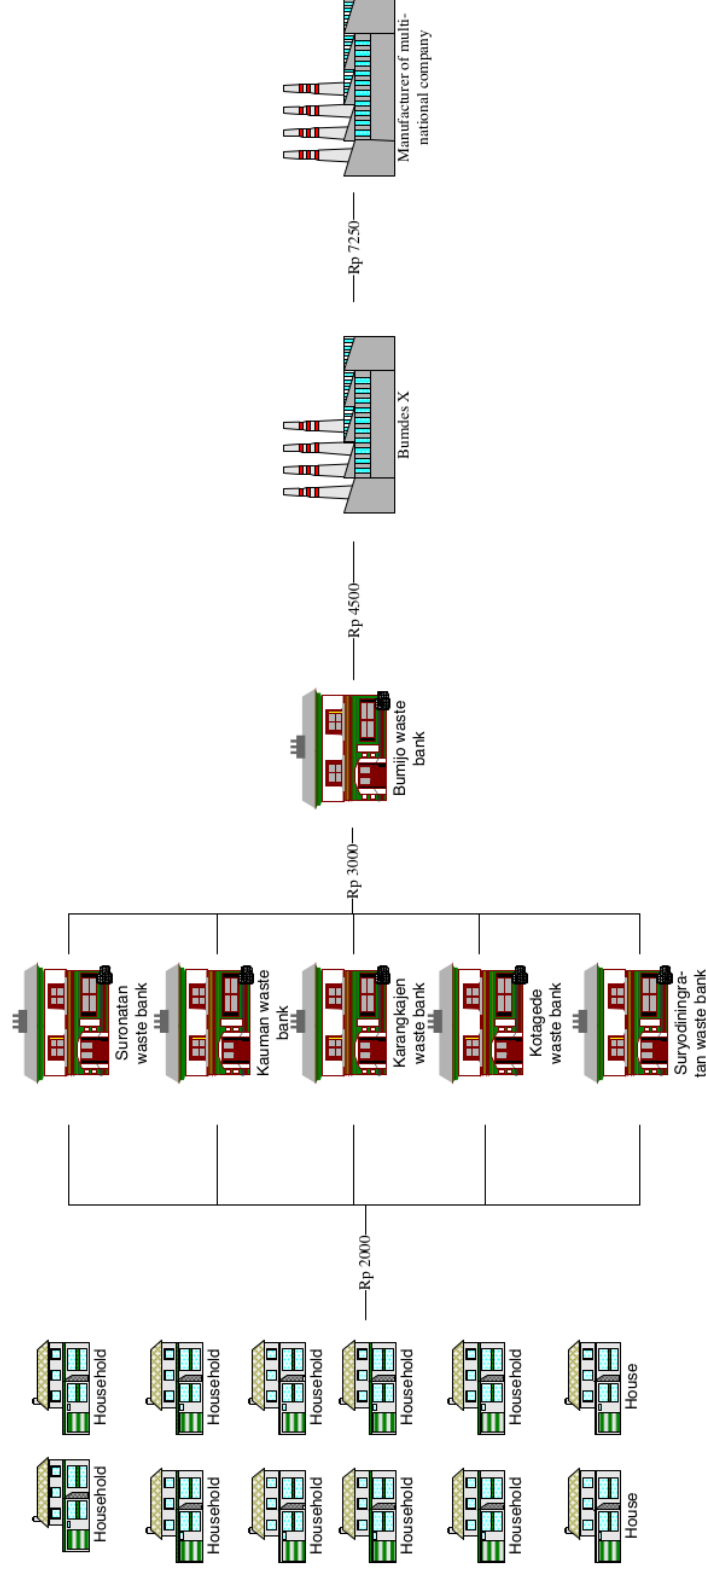 Household
Household
Household
Household
Household
Household
Household
Household
Household
Household
House
House
Rp 2000
Suronatan
waste bank
Kauman waste
bank
Karangkajen
waste bank
Kotagede
waste bank
Suryodiningra-
tan waste bank
Rp 3000
Bumijo waste
bank
Rp 4500
Bumdes X
Rp 7250
Manufacturer of multi-
national company